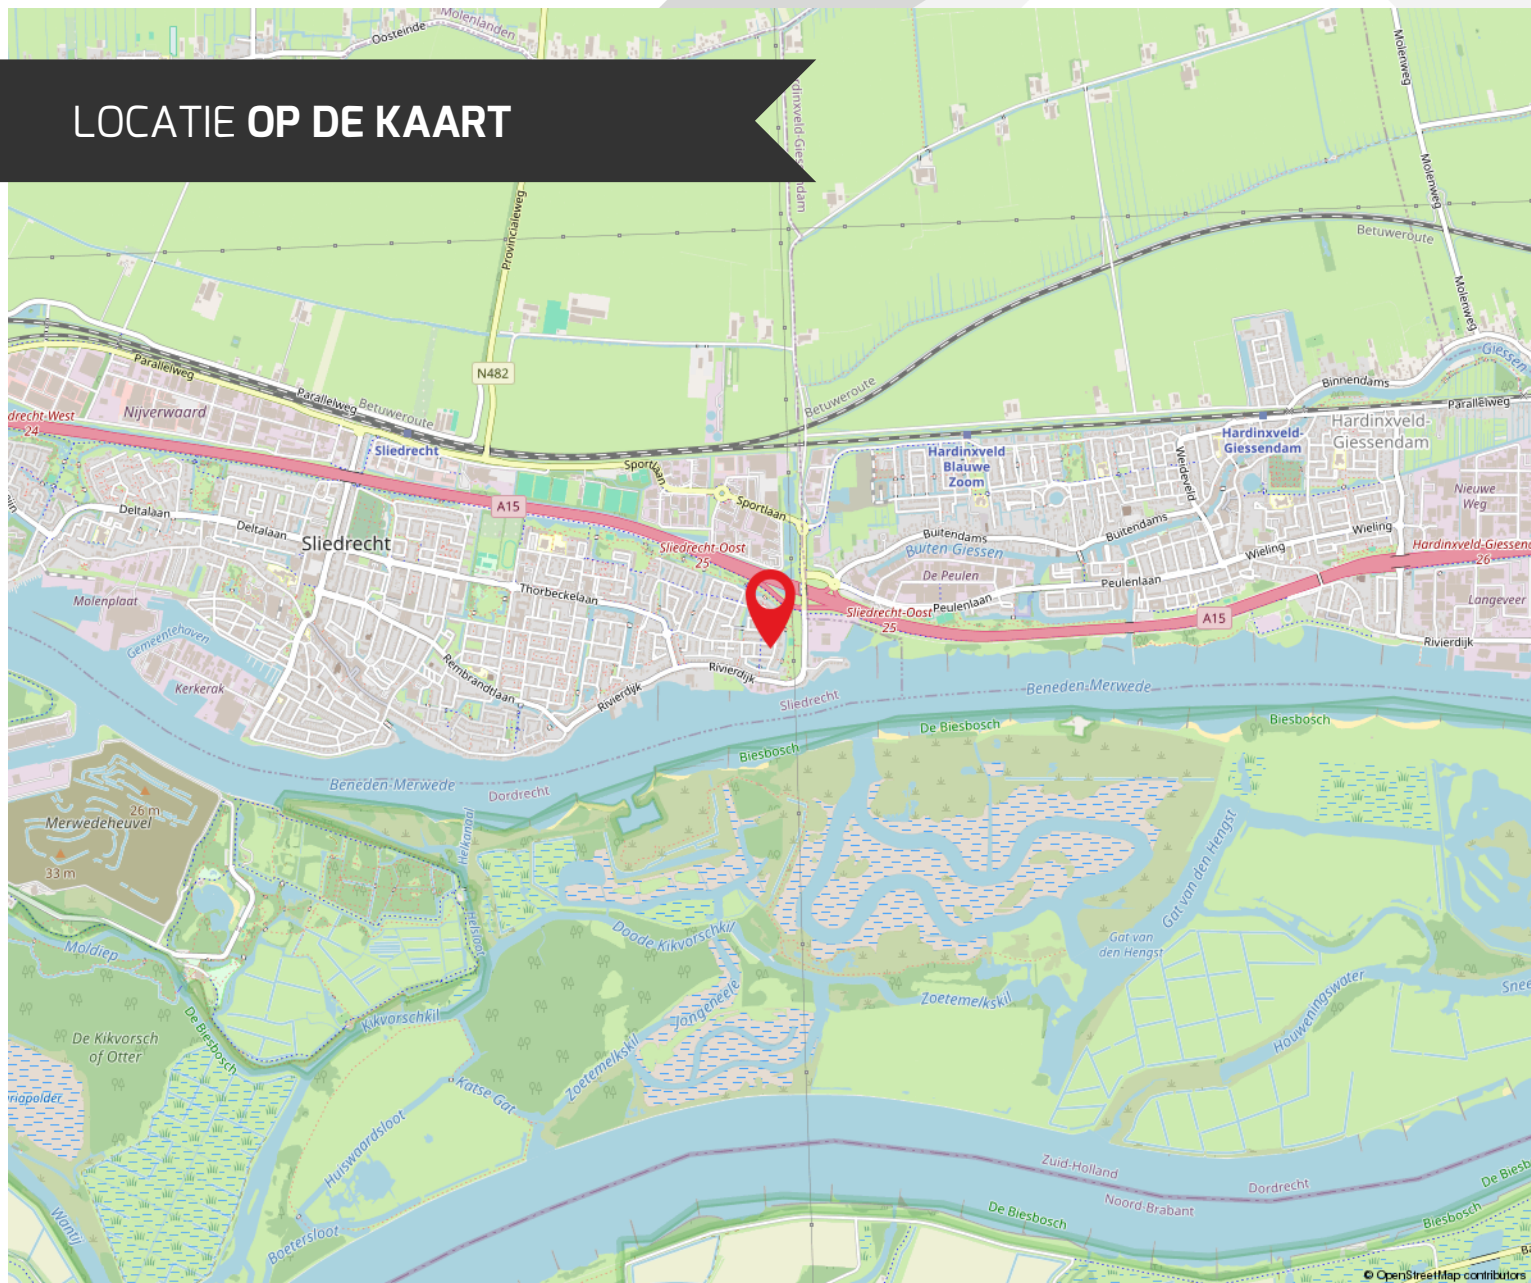 Oosteinde
Molenlanden
Molenweg
LOCATIE OP DE KAART
Molenweg
Provincialeweg
Betuweroute
Molenweg
Giessen
Parallelweg
N482
Binnendams
Parallelweg
Parallelweg
Betuweroute
Betuweroute
Nijverwaard
24
Hardinxveld-
Giessendam
Hardinxveld-
Giessendam
Sliedrecht
Hardinxveld
Blauwe
Zoom
Sportlaan
Weideveld
Nieuwe
Weg
A15
Sportlaan
Deltalaan
Deltalaan
Sliedrecht
Sliedrecht-Oost
25
Buitendams
Buiten Giessen
Buitendams
Wieling
Wieling
26
De Peulen
Peulenlaan
Peulenlaan
Langeveer
Molenplaat
Thorbeckelaan
Sliedrecht-Oost
25
A15
Rivierdijk
Gemeentehaven
Kerkerak
Rembrandtlaan
Rivierdijk
Rivierdijk
Sliedrecht
Beneden-Merwede
De Biesbosch
Biesbosch
Biesbosch
Beneden-Merwede
Dordrecht
26 m
Merwedeheuvel
33 m
Helkanaal
Helsloot
Gat van den Hengst
Gat van
den Hengst
Moldiep
Doode Kikvorschkil
Jongeneele
Zoetemelkskil
Houweningswater
De Kikvorsch
of Otter
De Biesbosch
Kikvorschkil
Zoetemelkskil
Katse Gat
Huiswaardsloot
Zuid-Holland
Noord-Brabant
Dordrecht
De Biesbosch
Biesbosch
Wantij
Boetersloot
© OpenStreetMap contributors